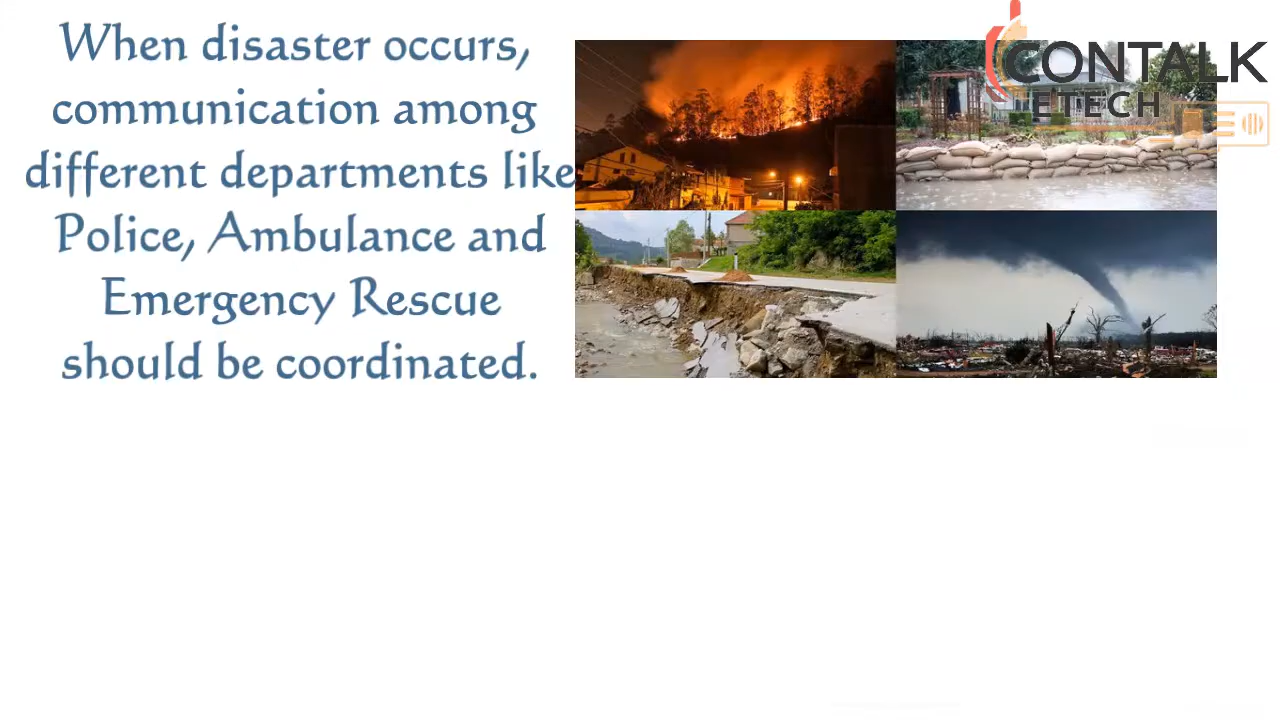 When disaster occurs,
communication among
different departments like
Police, Ambulance and
Emergency Rescue
should be coordinated.
CONTALK
ETECH